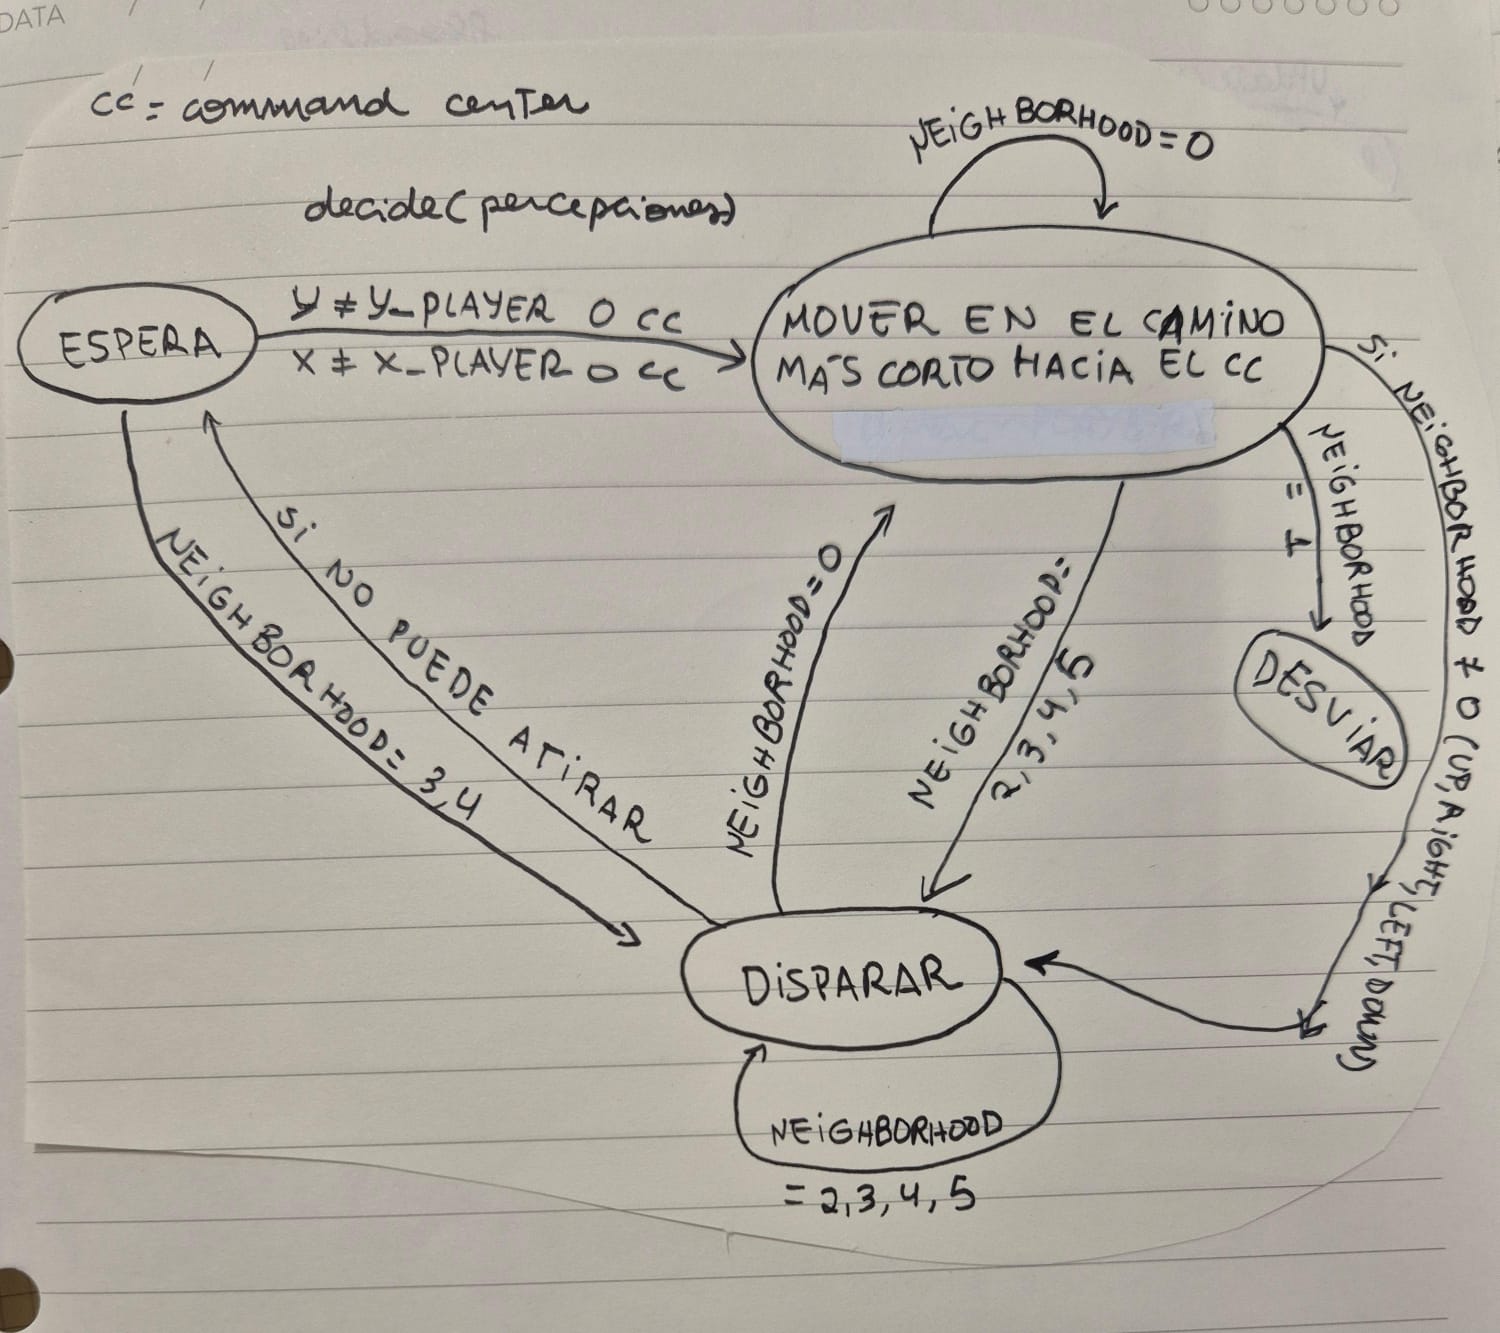 DATA
CC = command center
decide(percepciones)
NEIGHBORHOOD = 0
ESPERA
Y ≠ Y_PLAYER O CC
X ≠ X_PLAYER O CC
MOVER EN EL CAMINO
MÁS CORTO HACIA EL CC
SI NEIGHBORHOOD ≠ 0 (UP, RIGHT, LEFT, DOWN)
NEIGHBORHOOD
= 1
DESVIAR
SI NO PUEDE ATIRAR
NEIGHBORHOOD = 3,4
NEIGHBORHOOD = 0
NEIGHBORHOOD =
2, 3, 4, 5
DISPARAR
NEIGHBORHOOD
= 2, 3, 4, 5